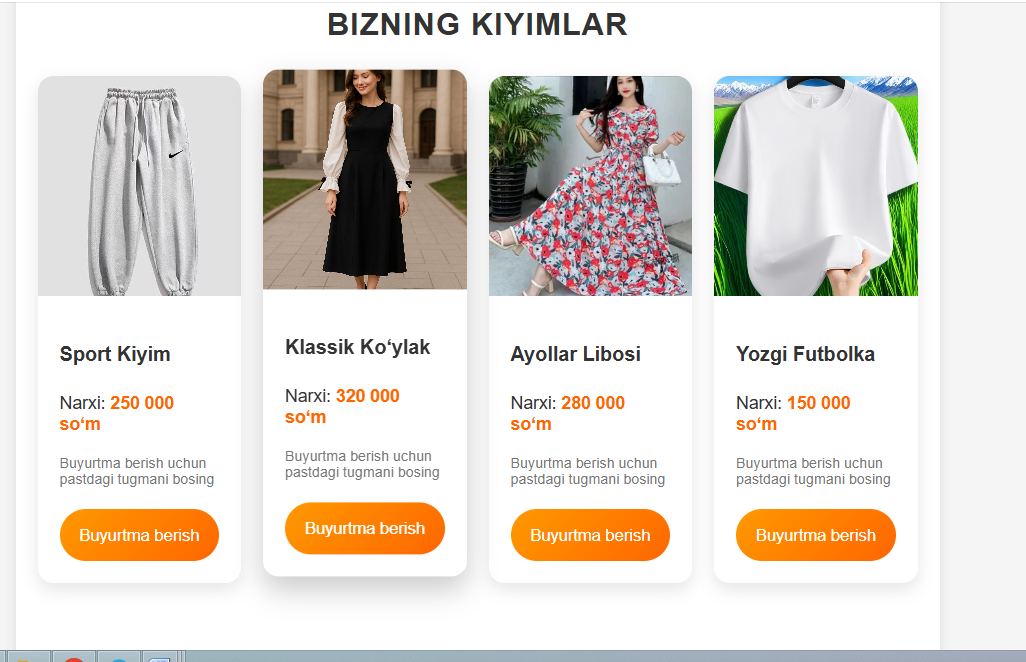 BIZNING KIYIMLAR
Sport Kiyim
Narxi: 250 000
so‘m
Buyurtma berish uchun
pastdagi tugmani bosing
Buyurtma berish
Klassik Ko‘ylak
Narxi: 320 000
so‘m
Buyurtma berish uchun
pastdagi tugmani bosing
Buyurtma berish
Ayollar Libosi
Narxi: 280 000
so‘m
Buyurtma berish uchun
pastdagi tugmani bosing
Buyurtma berish
Yozgi Futbolka
Narxi: 150 000
so‘m
Buyurtma berish uchun
pastdagi tugmani bosing
Buyurtma berish